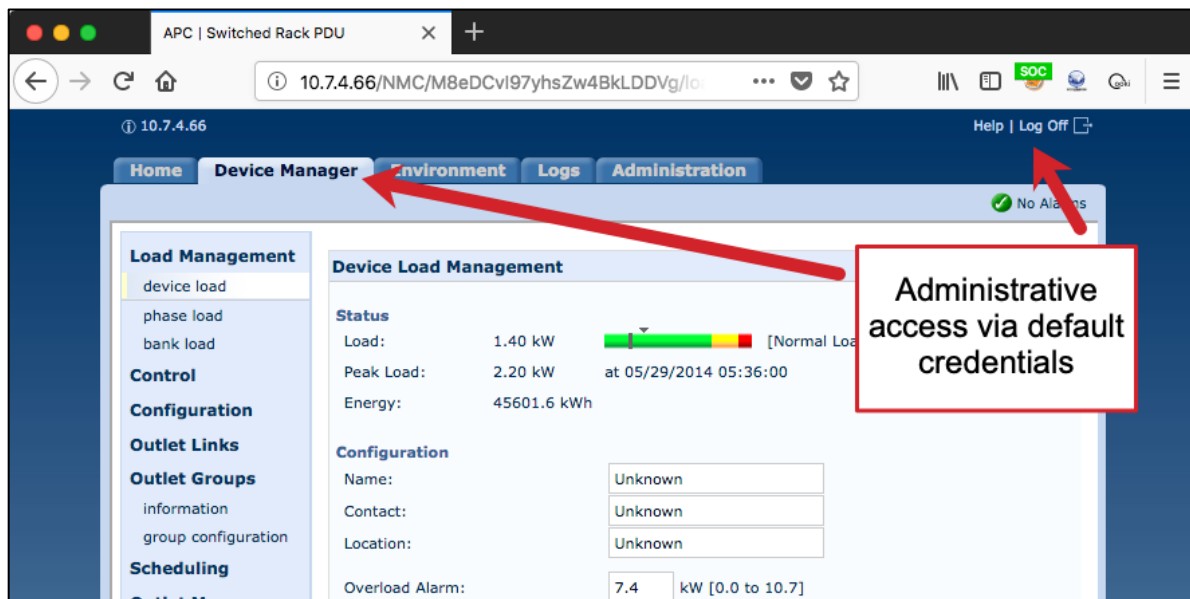 APC | Switched Rack PDU
10.7.4.66/NMC/M8eDCvI97yhsZw4BkLDDVg/lo
SOC
10.7.4.66
Help | Log Off
Home Device Manager Environment Logs Administration
No Alarms
Load Management
device load
phase load
bank load
Control
Configuration
Outlet Links
Outlet Groups
information
group configuration
Scheduling
Device Load Management
Status
Load: 1.40 kW [Normal Loa
Peak Load: 2.20 kW at 05/29/2014 05:36:00
Energy: 45601.6 kWh
Configuration
Name: Unknown
Contact: Unknown
Location: Unknown
Overload Alarm: 7.4 kW [0.0 to 10.7]
Administrative
access via default
credentials